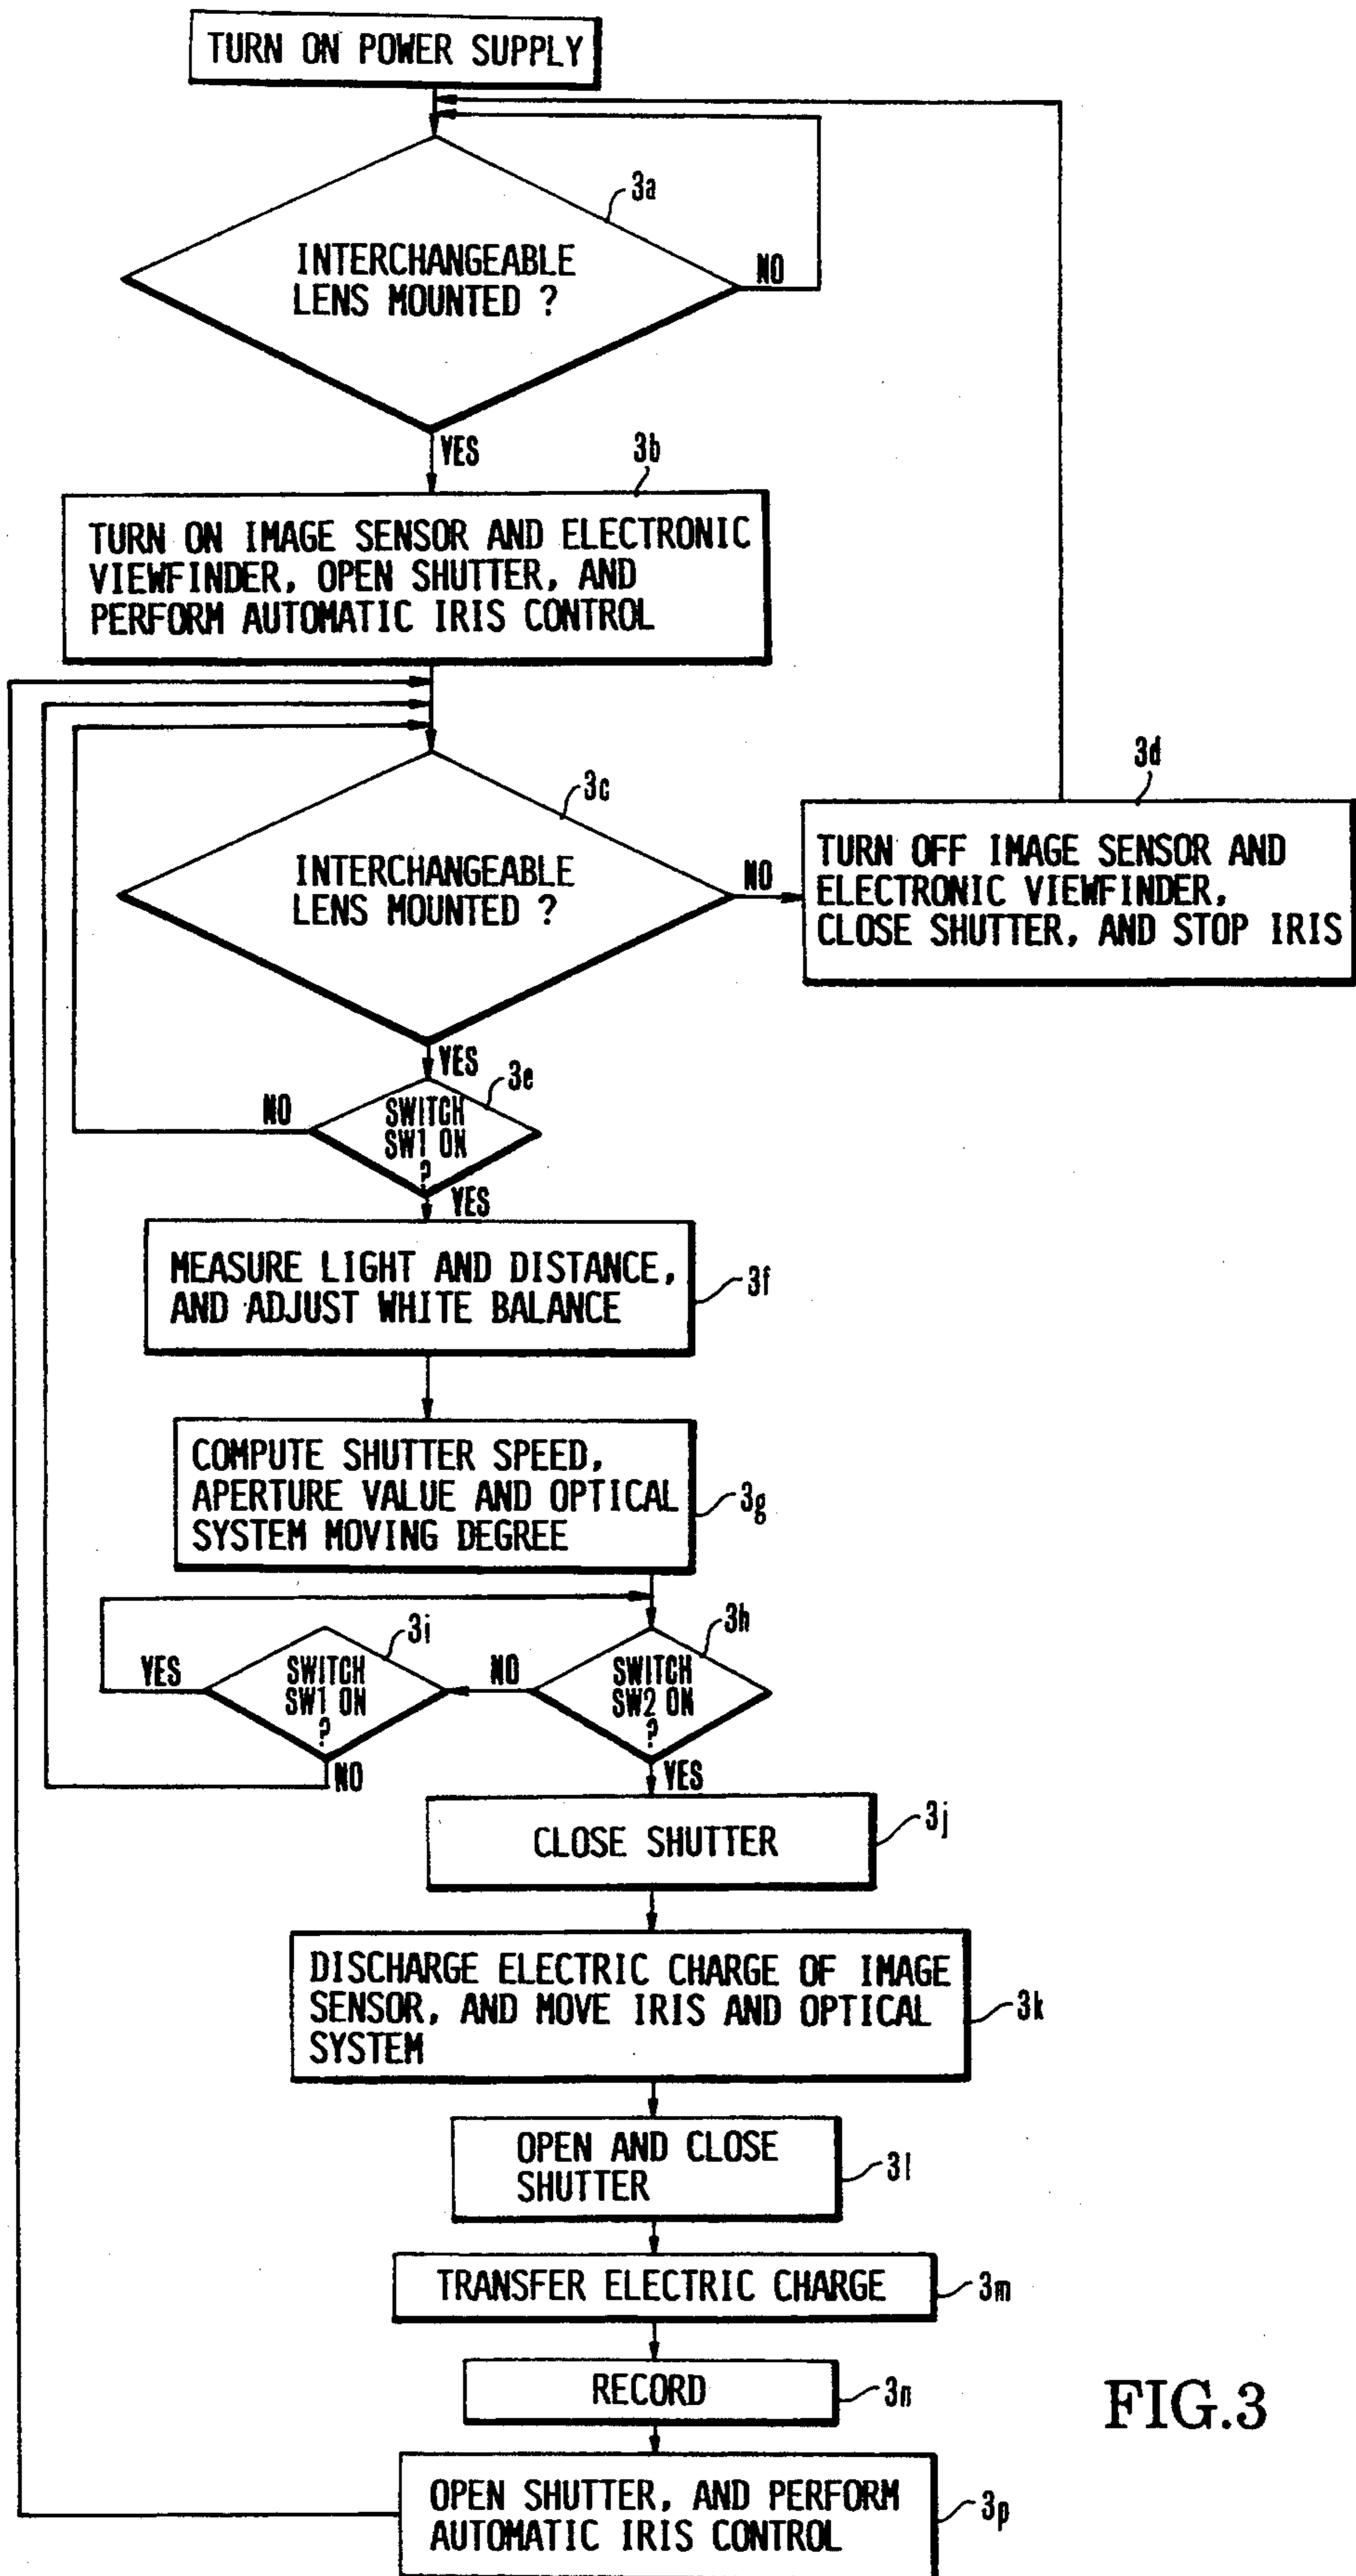 TURN ON POWER SUPPLY
3a
INTERCHANGEABLE
LENS MOUNTED ?
NO
YES
3b
TURN ON IMAGE SENSOR AND ELECTRONIC
VIEWFINDER, OPEN SHUTTER, AND
PERFORM AUTOMATIC IRIS CONTROL
3c
INTERCHANGEABLE
LENS MOUNTED ?
NO
3d
TURN OFF IMAGE SENSOR AND
ELECTRONIC VIEWFINDER,
CLOSE SHUTTER, AND STOP IRIS
YES
3e
NO
SWITCH
SW1 ON
?
YES
MEASURE LIGHT AND DISTANCE,
AND ADJUST WHITE BALANCE
3f
COMPUTE SHUTTER SPEED,
APERTURE VALUE AND OPTICAL
SYSTEM MOVING DEGREE
3g
3h
SWITCH
SW2 ON
?
NO
3i
YES
SWITCH
SW1 ON
?
NO
YES
CLOSE SHUTTER
3j
DISCHARGE ELECTRIC CHARGE OF IMAGE
SENSOR, AND MOVE IRIS AND OPTICAL
SYSTEM
3k
OPEN AND CLOSE
SHUTTER
3l
TRANSFER ELECTRIC CHARGE
3m
RECORD
3n
OPEN SHUTTER, AND PERFORM
AUTOMATIC IRIS CONTROL
3p
FIG.3